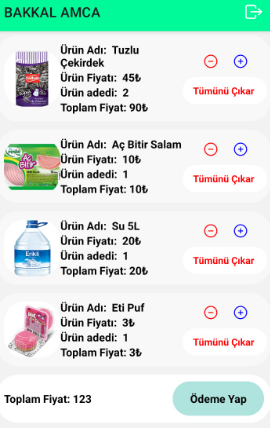 BAKKAL AMCA
Ürün Adı: Tuzlu
Çekirdek
Ürün Fiyatı: 45₺
Ürün adedi: 2
Toplam Fiyat: 90₺
Tümünü Çıkar
Ürün Adı: Aç Bitir Salam
Ürün Fiyatı: 10₺
Ürün adedi: 1
Toplam Fiyat: 10₺
Tümünü Çıkar
Aç
Bitir
Ürün Adı: Su 5L
Ürün Fiyatı: 20₺
Ürün adedi: 1
Toplam Fiyat: 20₺
Tümünü Çıkar
Erikli
Ürün Adı: Eti Puf
Ürün Fiyatı: 3₺
Ürün adedi: 1
Toplam Fiyat: 3₺
Tümünü Çıkar
Toplam Fiyat: 123
Ödeme Yap